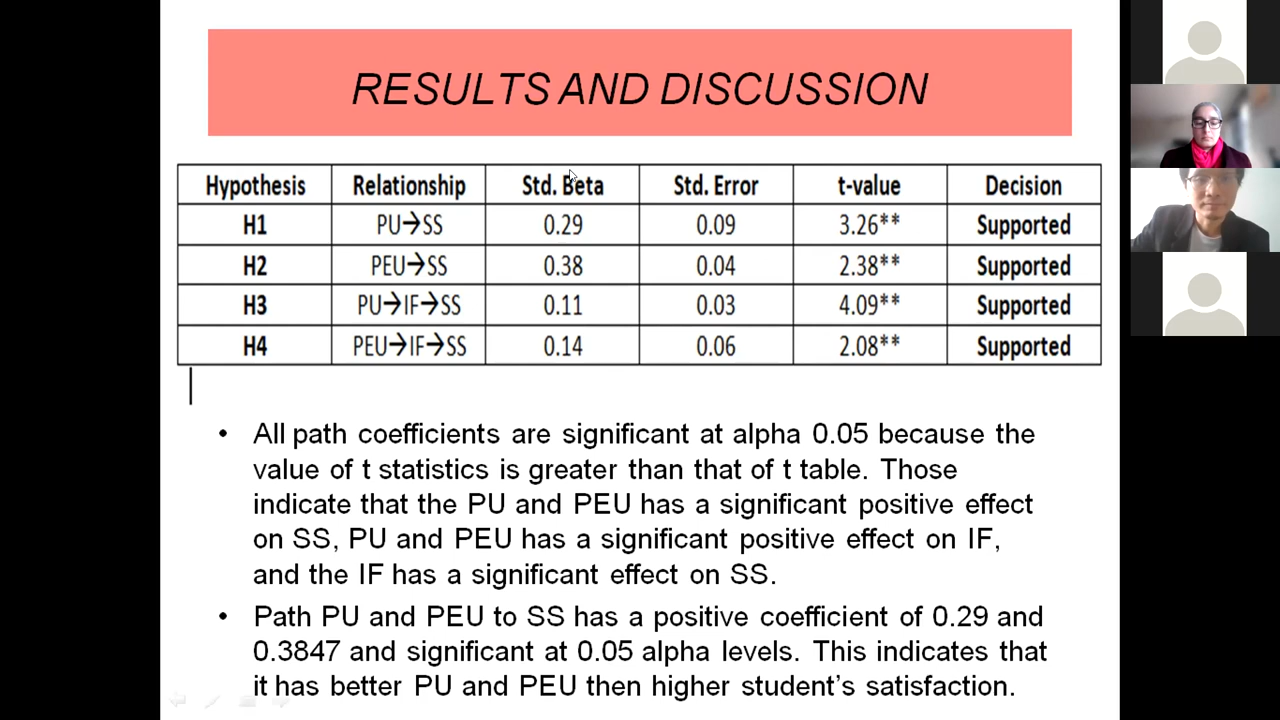 RESULTS AND DISCUSSION
Hypothesis Relationship Std. Beta Std. Error t-value Decision
H1 PU→SS 0.29 0.09 3.26** Supported
H2 PEU→SS 0.38 0.04 2.38** Supported
H3 PU→IF→SS 0.11 0.03 4.09** Supported
H4 PEU→IF→SS 0.14 0.06 2.08** Supported
• All path coefficients are significant at alpha 0.05 because the
value of t statistics is greater than that of t table. Those
indicate that the PU and PEU has a significant positive effect
on SS, PU and PEU has a significant positive effect on IF,
and the IF has a significant effect on SS.
• Path PU and PEU to SS has a positive coefficient of 0.29 and
0.3847 and significant at 0.05 alpha levels. This indicates that
it has better PU and PEU then higher student's satisfaction.